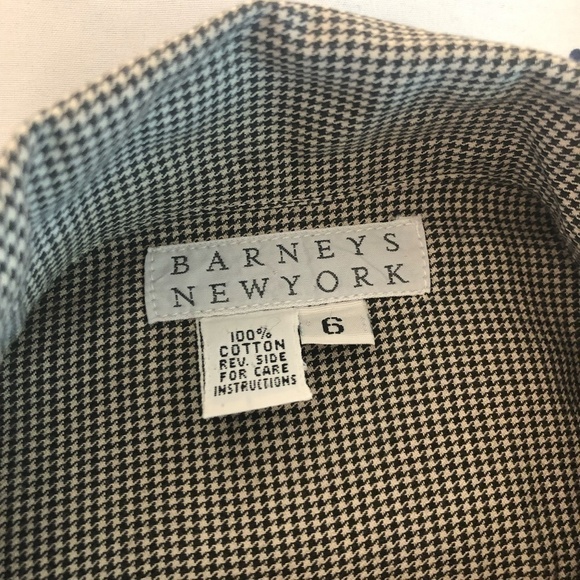 BARNEYS
NEWYORK
6
100%
COTTON
REV. SIDE
FOR CARE
INSTRUCTIONS